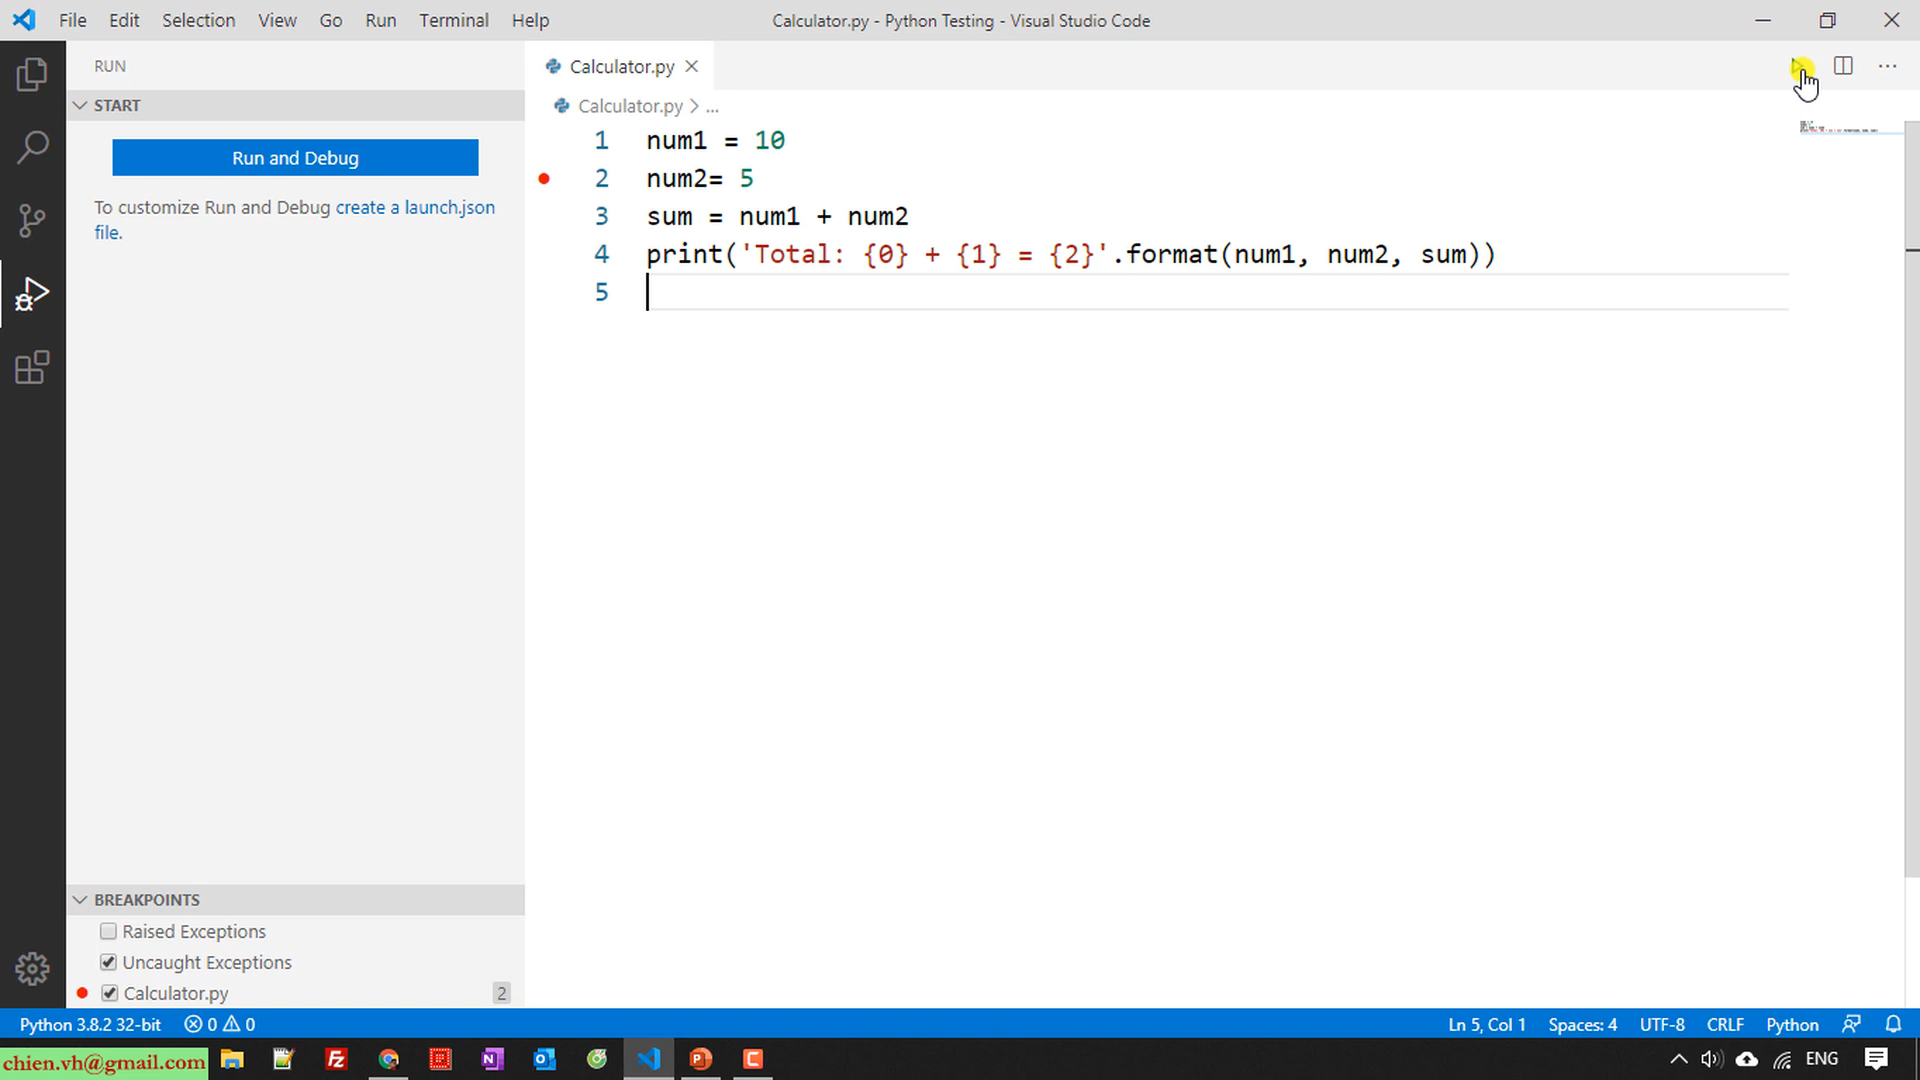 File Edit Selection View Go Run Terminal Help
Calculator.py - Python Testing - Visual Studio Code
RUN
START
Run and Debug
To customize Run and Debug create a launch.json
file.
Calculator.py
Calculator.py > ...
1 num1 = 10
2 num2= 5
3 sum = num1 + num2
4 print('Total: {0} + {1} = {2}'.format(num1, num2, sum))
5
BREAKPOINTS
Raised Exceptions
Uncaught Exceptions
Calculator.py 2
Python 3.8.2 32-bit 0 0
Ln 5, Col 1 Spaces: 4 UTF-8 CRLF Python
chien.vh@gmail.com
ENG